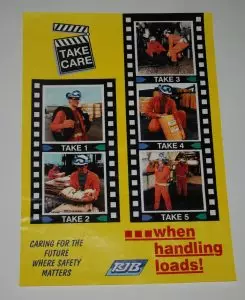 TAKE
CARE
TAKE 1
TAKE 2
TAKE 3
TAKE 4
TAKE 5
...when
handling
loads!
CARING FOR THE
FUTURE
WHERE SAFETY
MATTERS
RJB